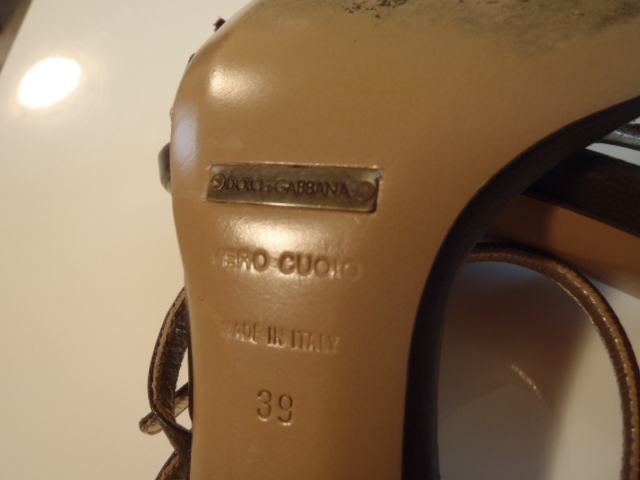 DOLCE & GABBANA
VERO CUOIO
MADE IN ITALY
39